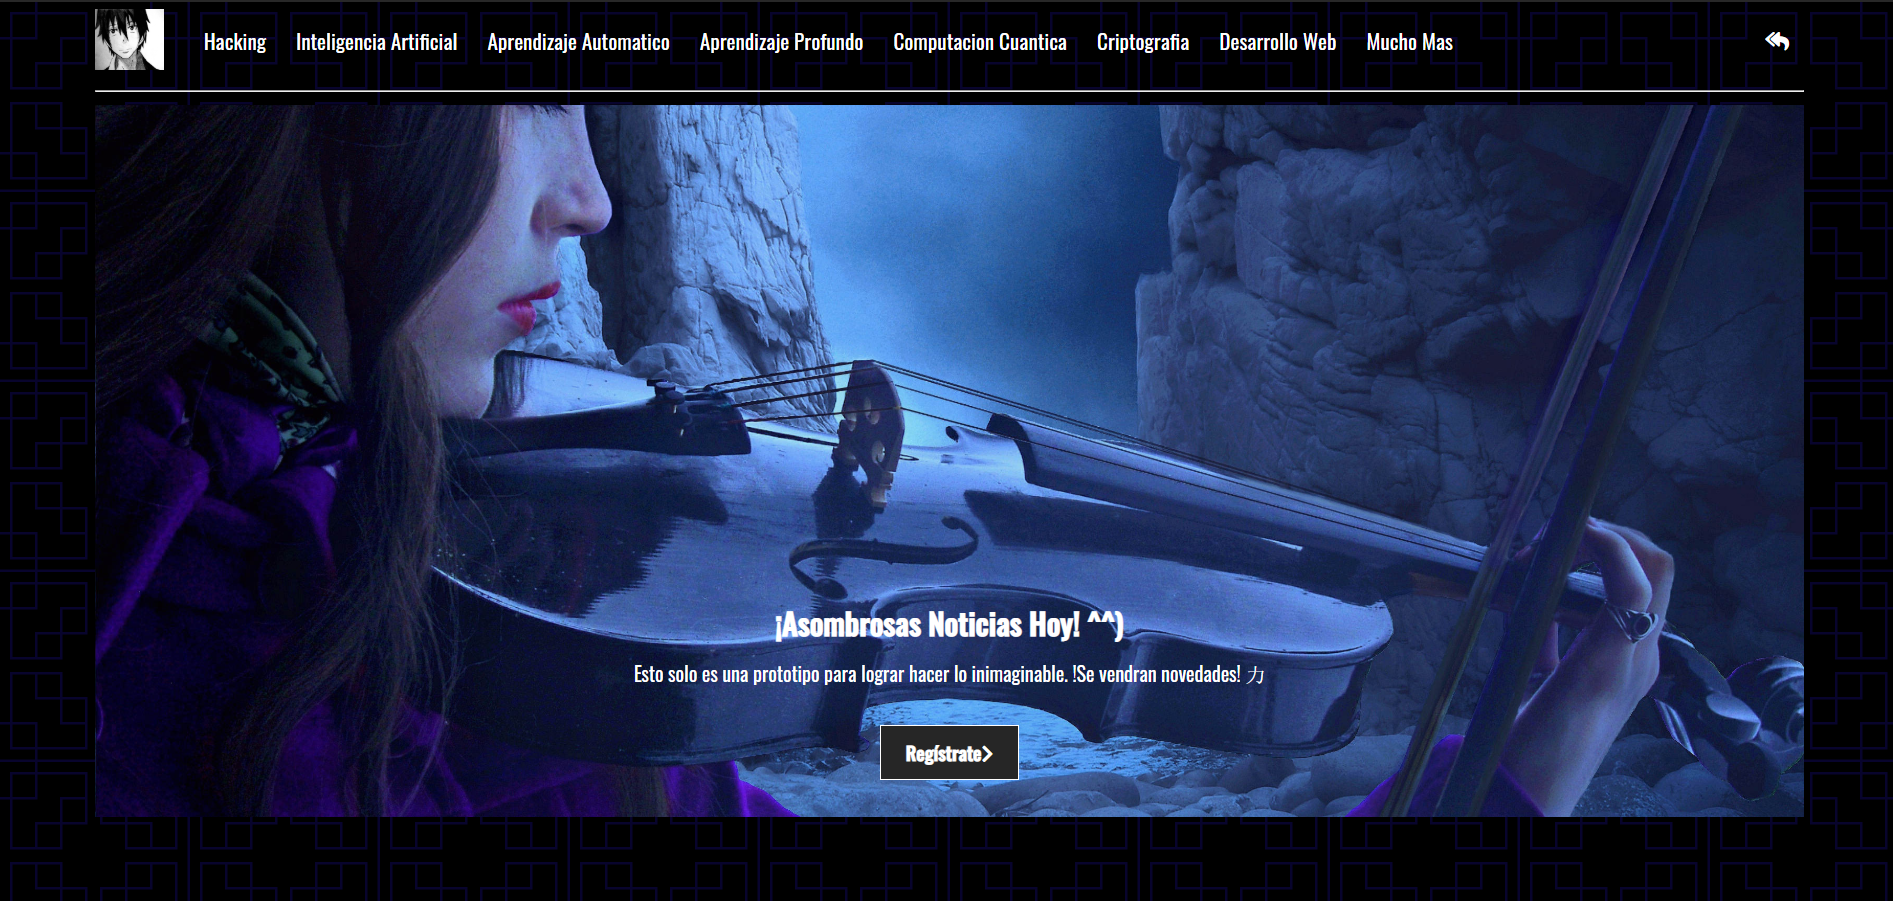 Hacking Inteligencia Artificial Aprendizaje Automatico Aprendizaje Profundo Computacion Cuantica Criptografia Desarrollo Web Mucho Mas
¡Asombrosas Noticias Hoy! ^^)
Esto solo es una prototipo para lograr hacer lo inimaginable. !Se vendran novedades! 力
Regístrate